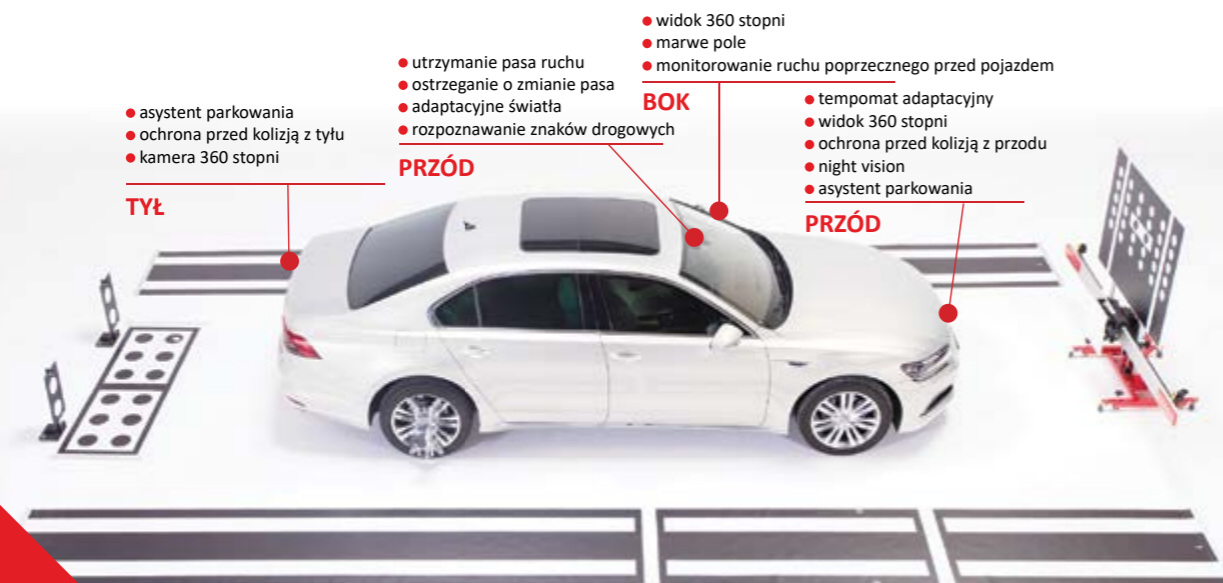 asystent parkowania
ochrona przed kolizją z tyłu
kamera 360 stopni
TYŁ
utrzymanie pasa ruchu
ostrzeganie o zmianie pasa
adaptacyjne światła
rozpoznawanie znaków drogowych
PRZÓD
widok 360 stopni
marwe pole
monitorowanie ruchu poprzecznego przed pojazdem
BOK
tempomat adaptacyjny
widok 360 stopni
ochrona przed kolizją z przodu
night vision
asystent parkowania
PRZÓD